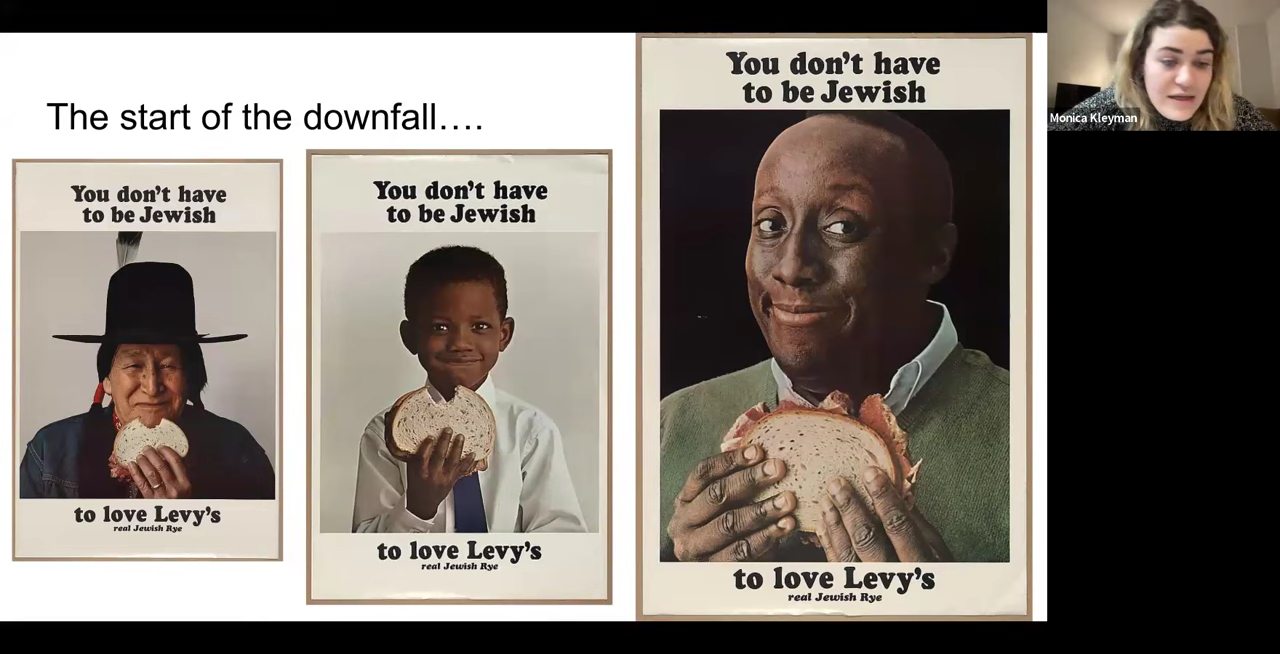 The start of the downfall….
You don't have
to be Jewish
to love Levy's
real Jewish Rye
You don't have
to be Jewish
to love Levy's
real Jewish Rye
You don't have
to be Jewish
to love Levy's
real Jewish Rye
Monica Kleyman